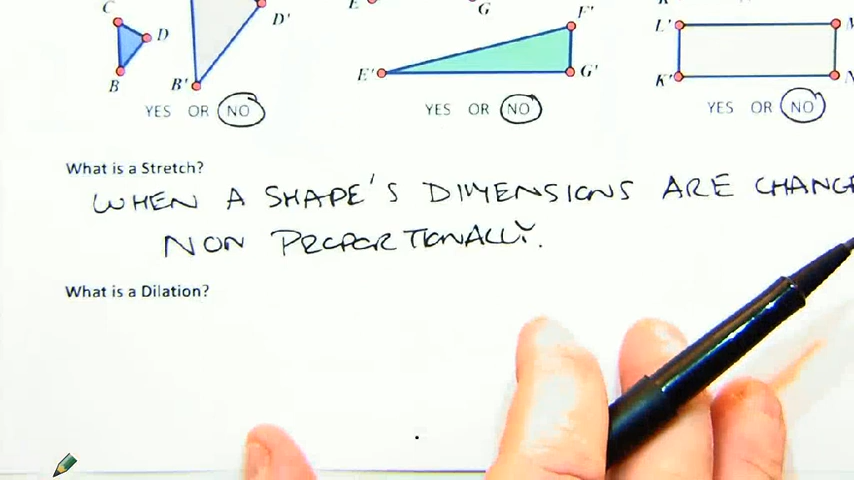 C
D
B
B'
D'
E
G
F'
E'
G'
L'
K'
YES OR NO
YES OR NO
YES OR NO
What is a Stretch?
WHEN A SHAPE'S DIMENSIONS ARE CHANGE
NON PROPORTIONALLY.
What is a Dilation?